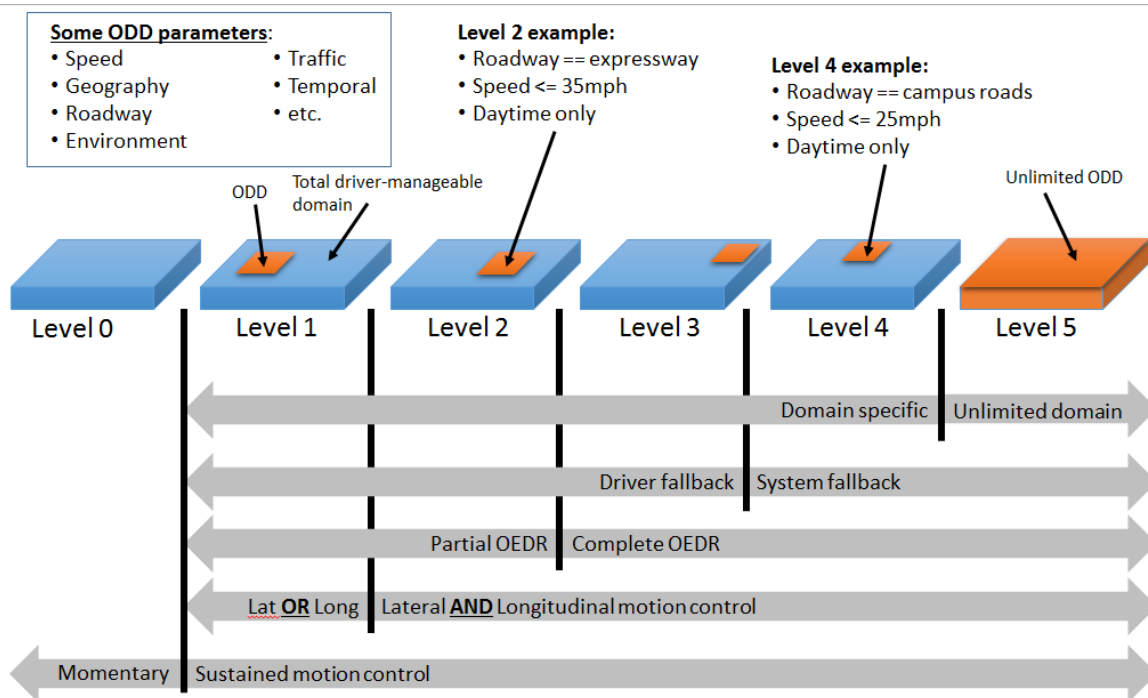 Some ODD parameters:
• Speed
• Geography
• Roadway
• Environment
• Traffic
• Temporal
• etc.
Level 2 example:
• Roadway == expressway
• Speed <= 35mph
• Daytime only
Level 4 example:
• Roadway == campus roads
• Speed <= 25mph
• Daytime only
ODD
Total driver-manageable
domain
Unlimited ODD
Level 0
Level 1
Level 2
Level 3
Level 4
Level 5
Domain specific
Unlimited domain
Driver fallback
System fallback
Partial OEDR
Complete OEDR
Lat OR Long
Lateral AND Longitudinal motion control
Momentary
Sustained motion control